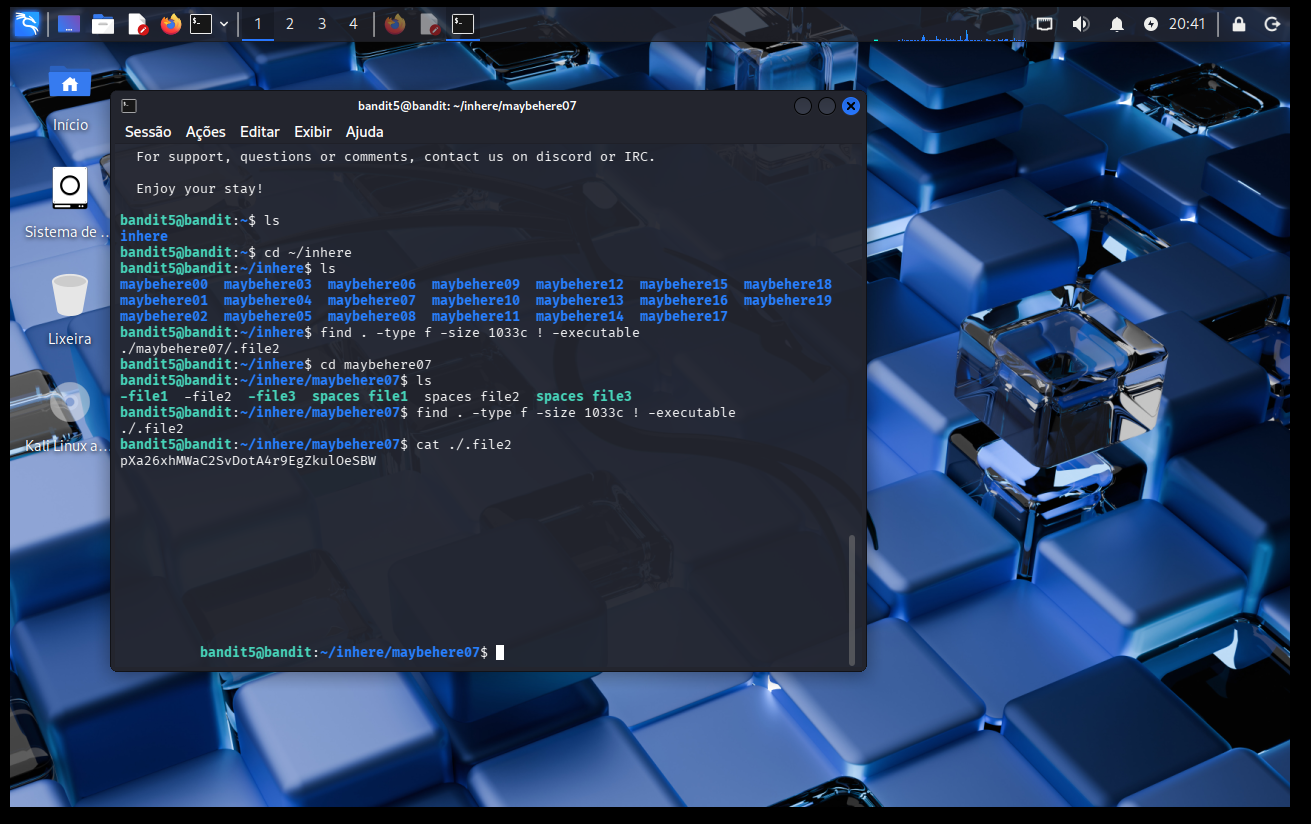 1 2 3 4
20:41
Início
Sistema de ...
Lixeira
Kali Linux a...
bandit5@bandit: ~/inhere/maybehere07
Sessão Ações Editar Exibir Ajuda
For support, questions or comments, contact us on discord or IRC.
Enjoy your stay!
bandit5@bandit:~$ ls
inhere
bandit5@bandit:~$ cd ~/inhere
bandit5@bandit:~/inhere$ ls
maybehere00 maybehere03 maybehere06 maybehere09 maybehere12 maybehere15 maybehere18
maybehere01 maybehere04 maybehere07 maybehere10 maybehere13 maybehere16 maybehere19
maybehere02 maybehere05 maybehere08 maybehere11 maybehere14 maybehere17
bandit5@bandit:~/inhere$ find . -type f -size 1033c ! -executable
./maybehere07/.file2
bandit5@bandit:~/inhere$ cd maybehere07
bandit5@bandit:~/inhere/maybehere07$ ls
-file1 -file2 -file3 spaces file1 spaces file2 spaces file3
bandit5@bandit:~/inhere/maybehere07$ find . -type f -size 1033c ! -executable
./.file2
bandit5@bandit:~/inhere/maybehere07$ cat ./.file2
pXa26xhMWaC2SvDotA4r9EgZkulOeSBW
bandit5@bandit:~/inhere/maybehere07$